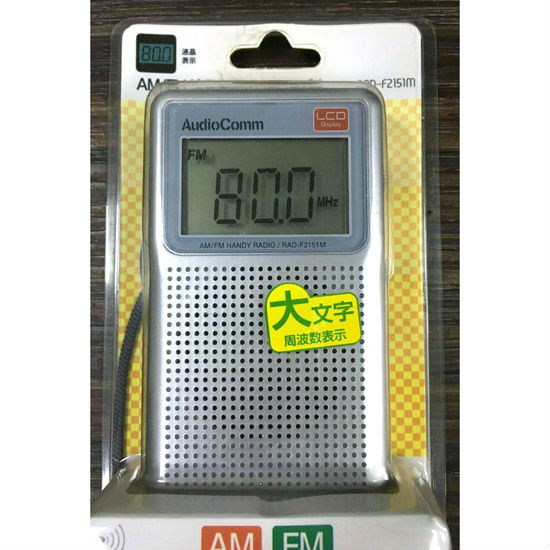 80.0
液晶
表示
RAD-F2151M
AudioComm
LCD
Display
FM
80.0 MHz
AM/FM HANDY RADIO / RAD-F2151M
大文字
周波数表示
AM FM